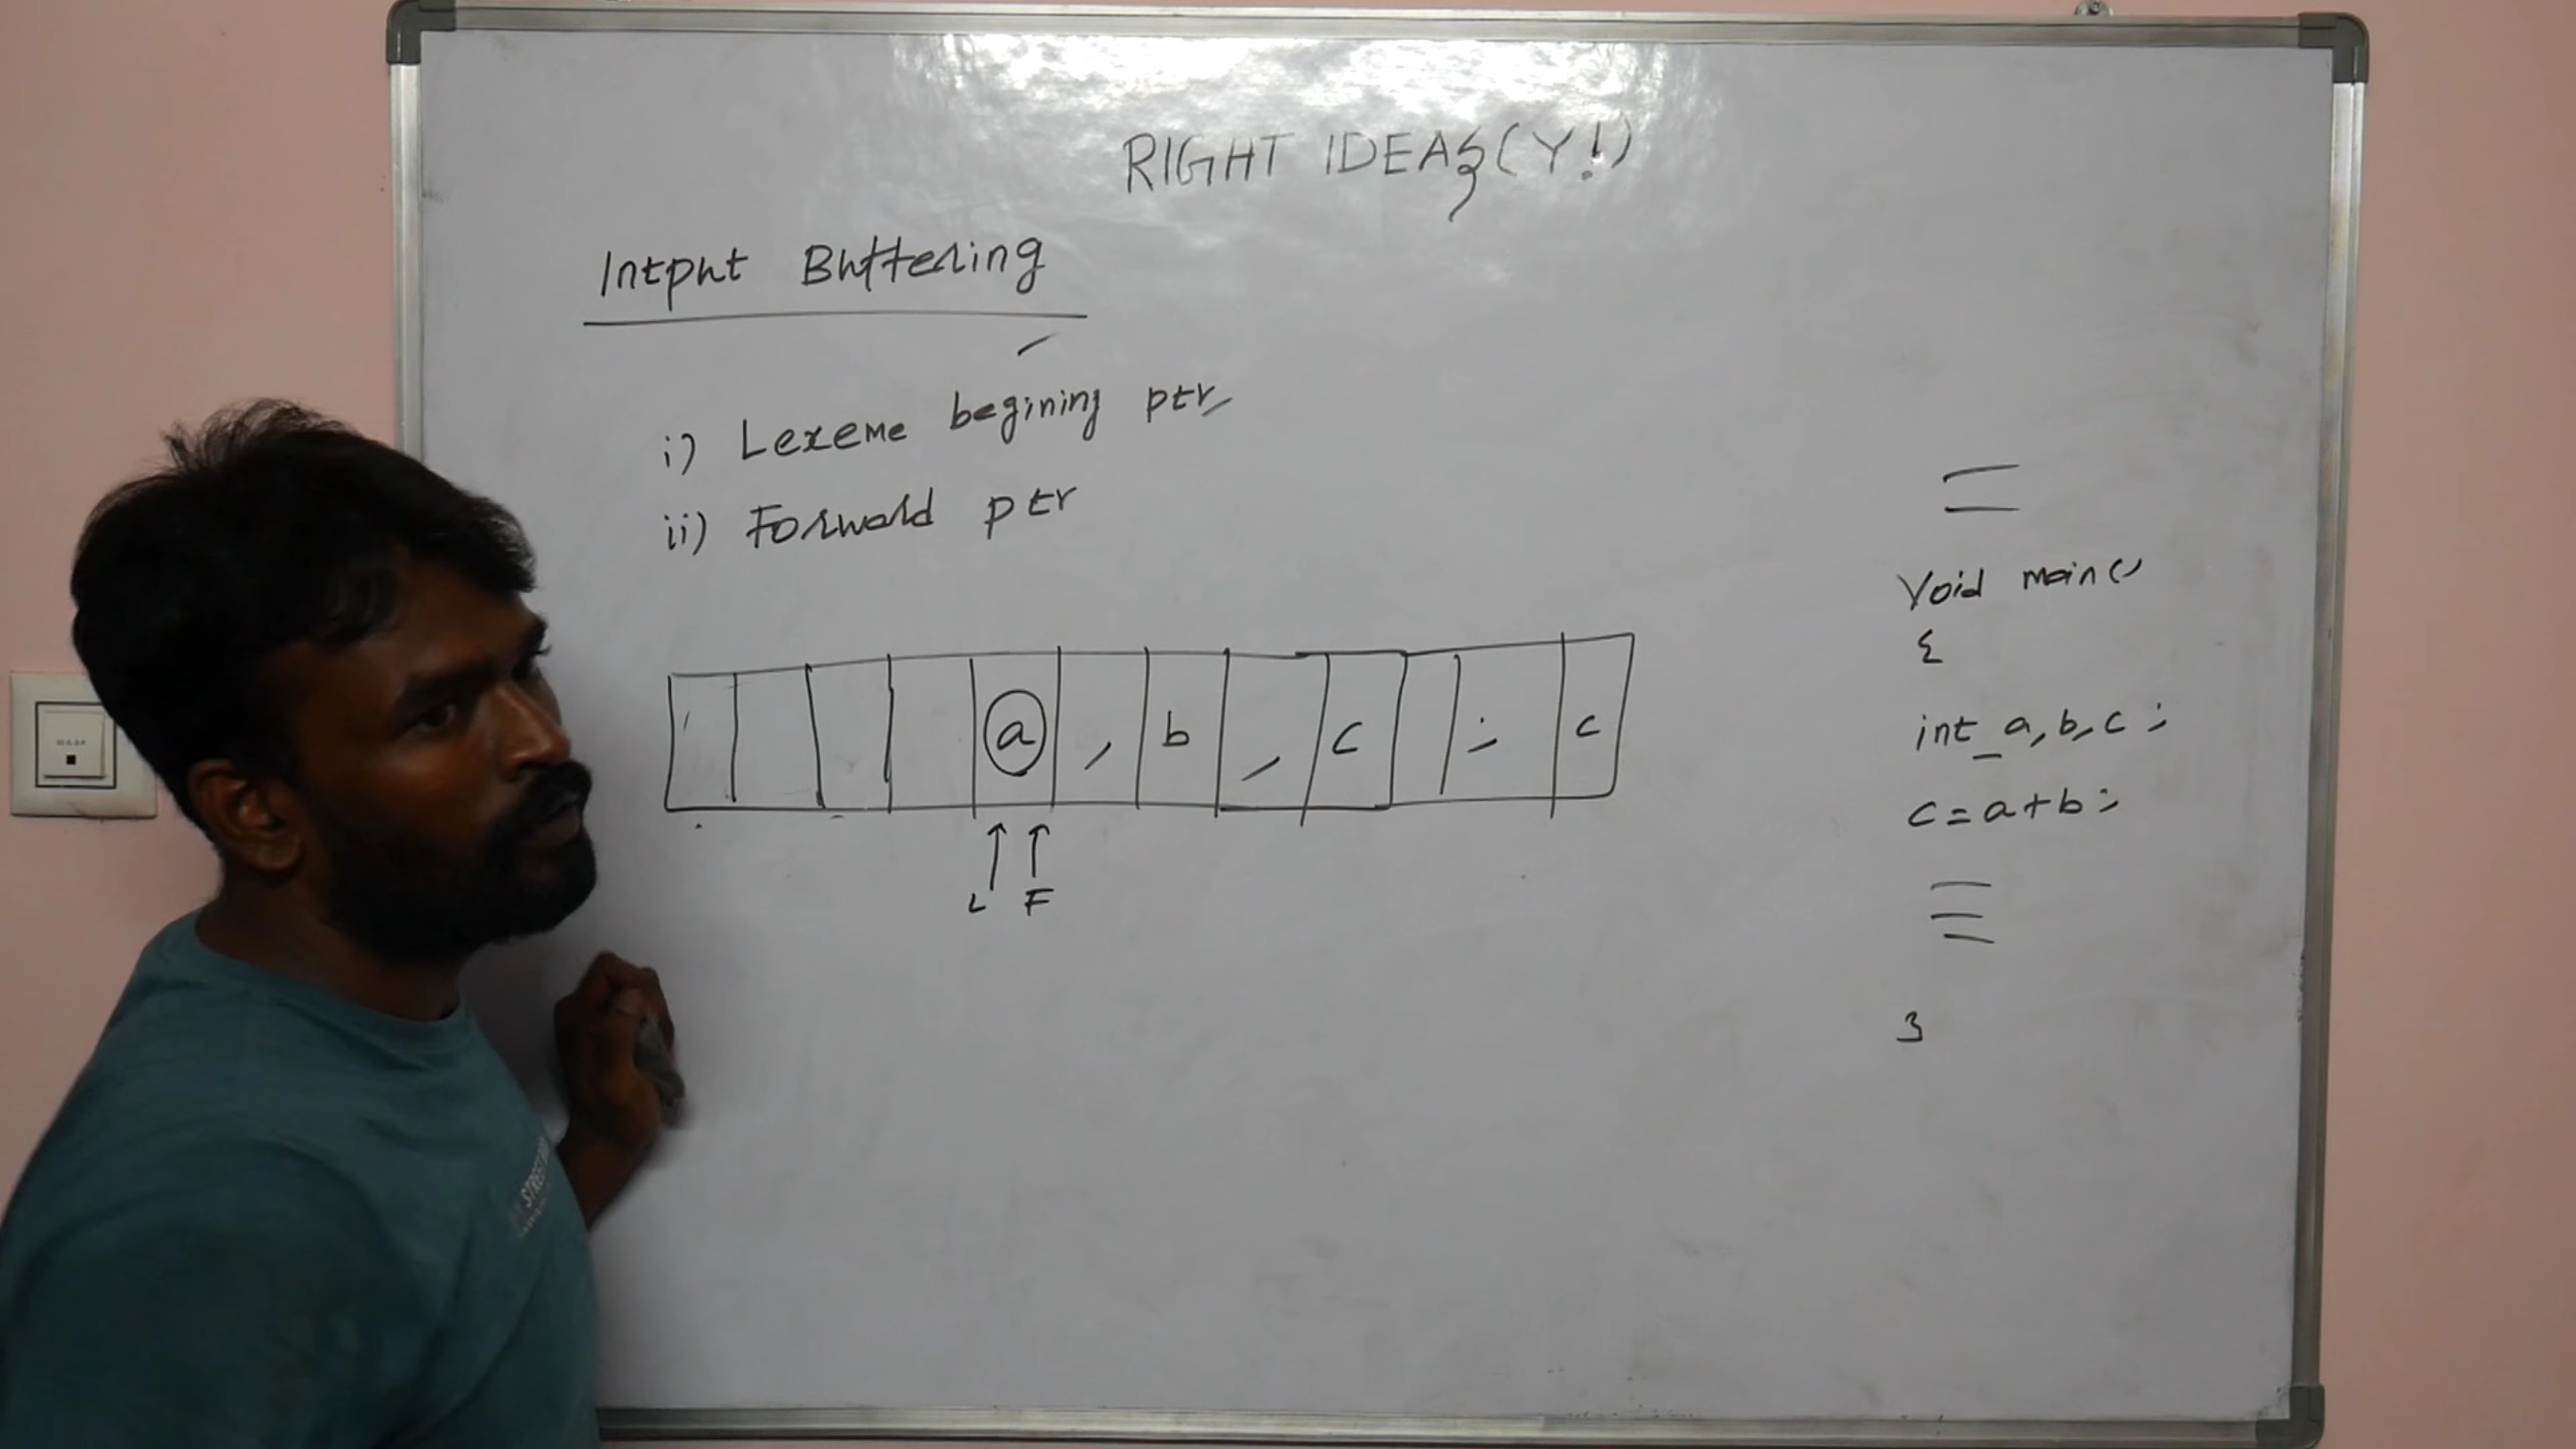 RIGHT IDEAS(Y!)
Intput Buffering
i) Lexeme begining ptr
ii) Forward ptr
a , b , c ; c
L F
Void main()
{
int a,b,c;
c=a+b;
}